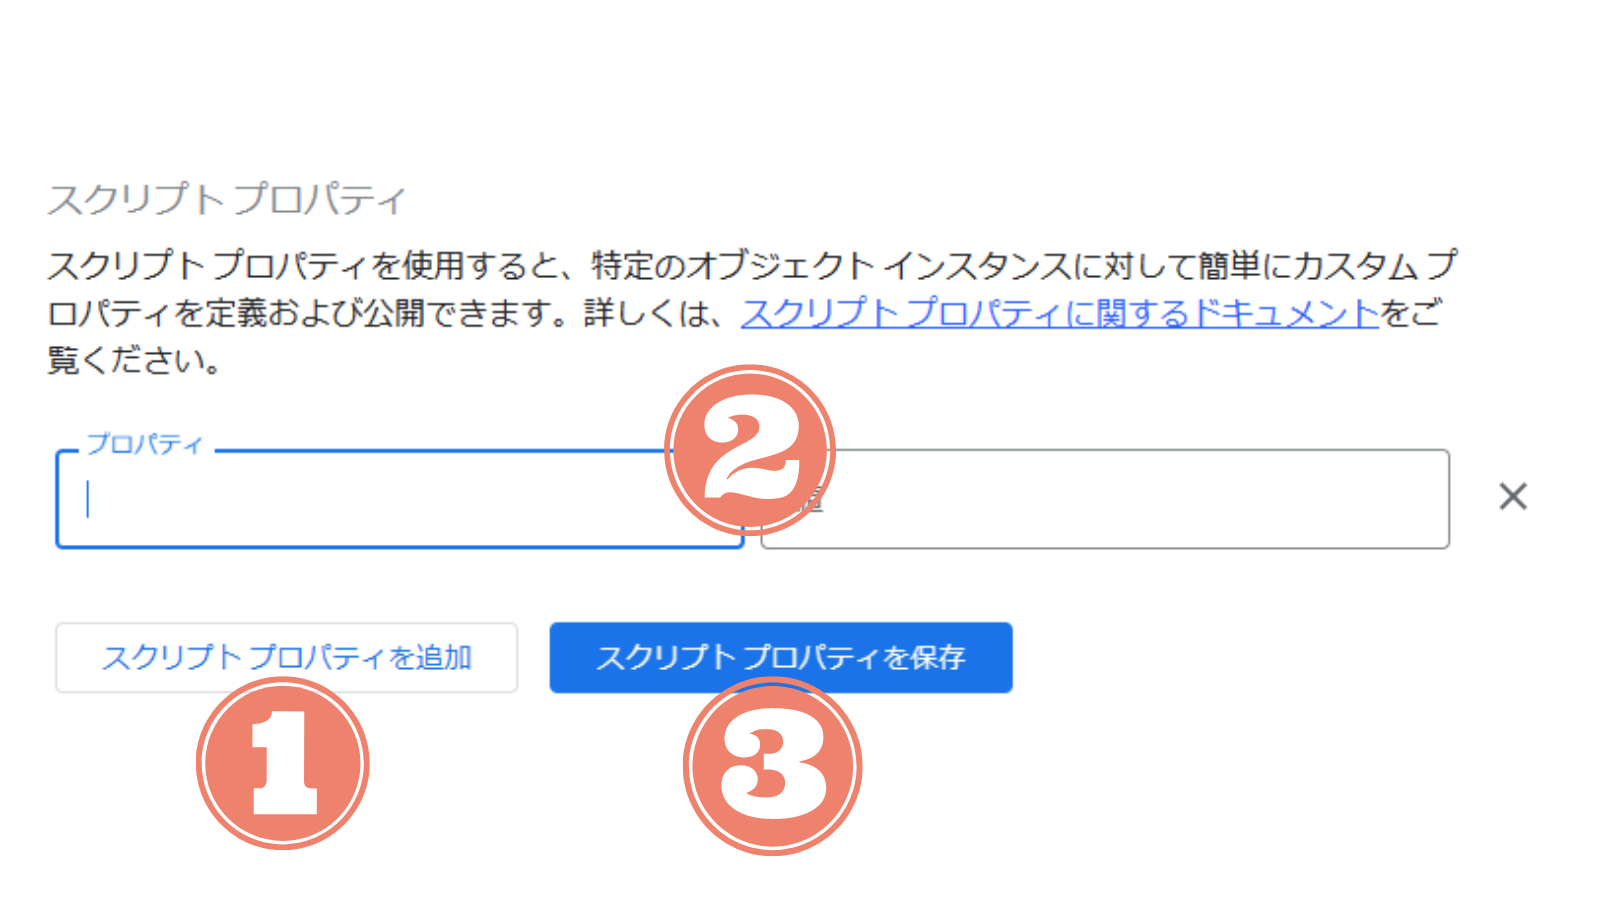 スクリプト プロパティ
スクリプト プロパティを使用すると、特定のオブジェクト インスタンスに対して簡単にカスタム プ
ロパティを定義および公開できます。詳しくは、スクリプト プロパティに関するドキュメントをご
覧ください。
プロパティ
2
スクリプト プロパティを追加
スクリプト プロパティを保存
1
3